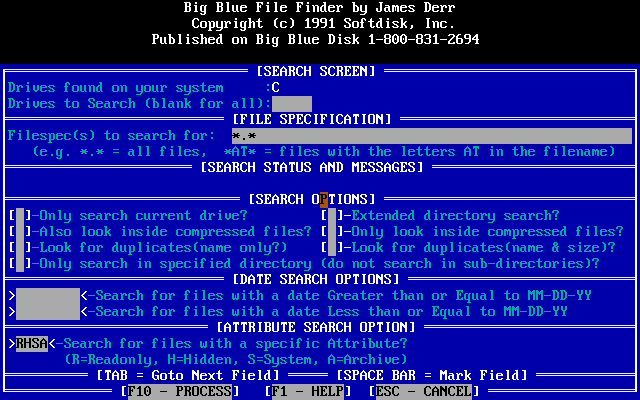 Big Blue File Finder by James Derr
Copyright (c) 1991 Softdisk, Inc.
Published on Big Blue Disk 1-800-831-2694
[SEARCH SCREEN]
Drives found on your system :C
Drives to Search (blank for all):
[FILE SPECIFICATION]
Filespec(s) to search for: *.*
(e.g. *.* = all files, *AT* = files with the letters AT in the filename)
[SEARCH STATUS AND MESSAGES]
[SEARCH OPTIONS]
[ ]-Only search current drive? [ ]-Extended directory search?
[ ]-Also look inside compressed files? [ ]-Only look inside compressed files?
[ ]-Look for duplicates(name only?) [ ]-Look for duplicates(name & size)?
[ ]-Only search in specified directory (do not search in sub-directories)?
[DATE SEARCH OPTIONS]
> <-Search for files with a date Greater than or Equal to MM-DD-YY
> <-Search for files with a date Less than or Equal to MM-DD-YY
[ATTRIBUTE SEARCH OPTION]
>RHSA<-Search for files with a specific Attribute?
(R=Readonly, H=Hidden, S=System, A=Archive)
[TAB = Goto Next Field] [SPACE BAR = Mark Field]
[F10 - PROCESS] [F1 - HELP] [ESC - CANCEL]